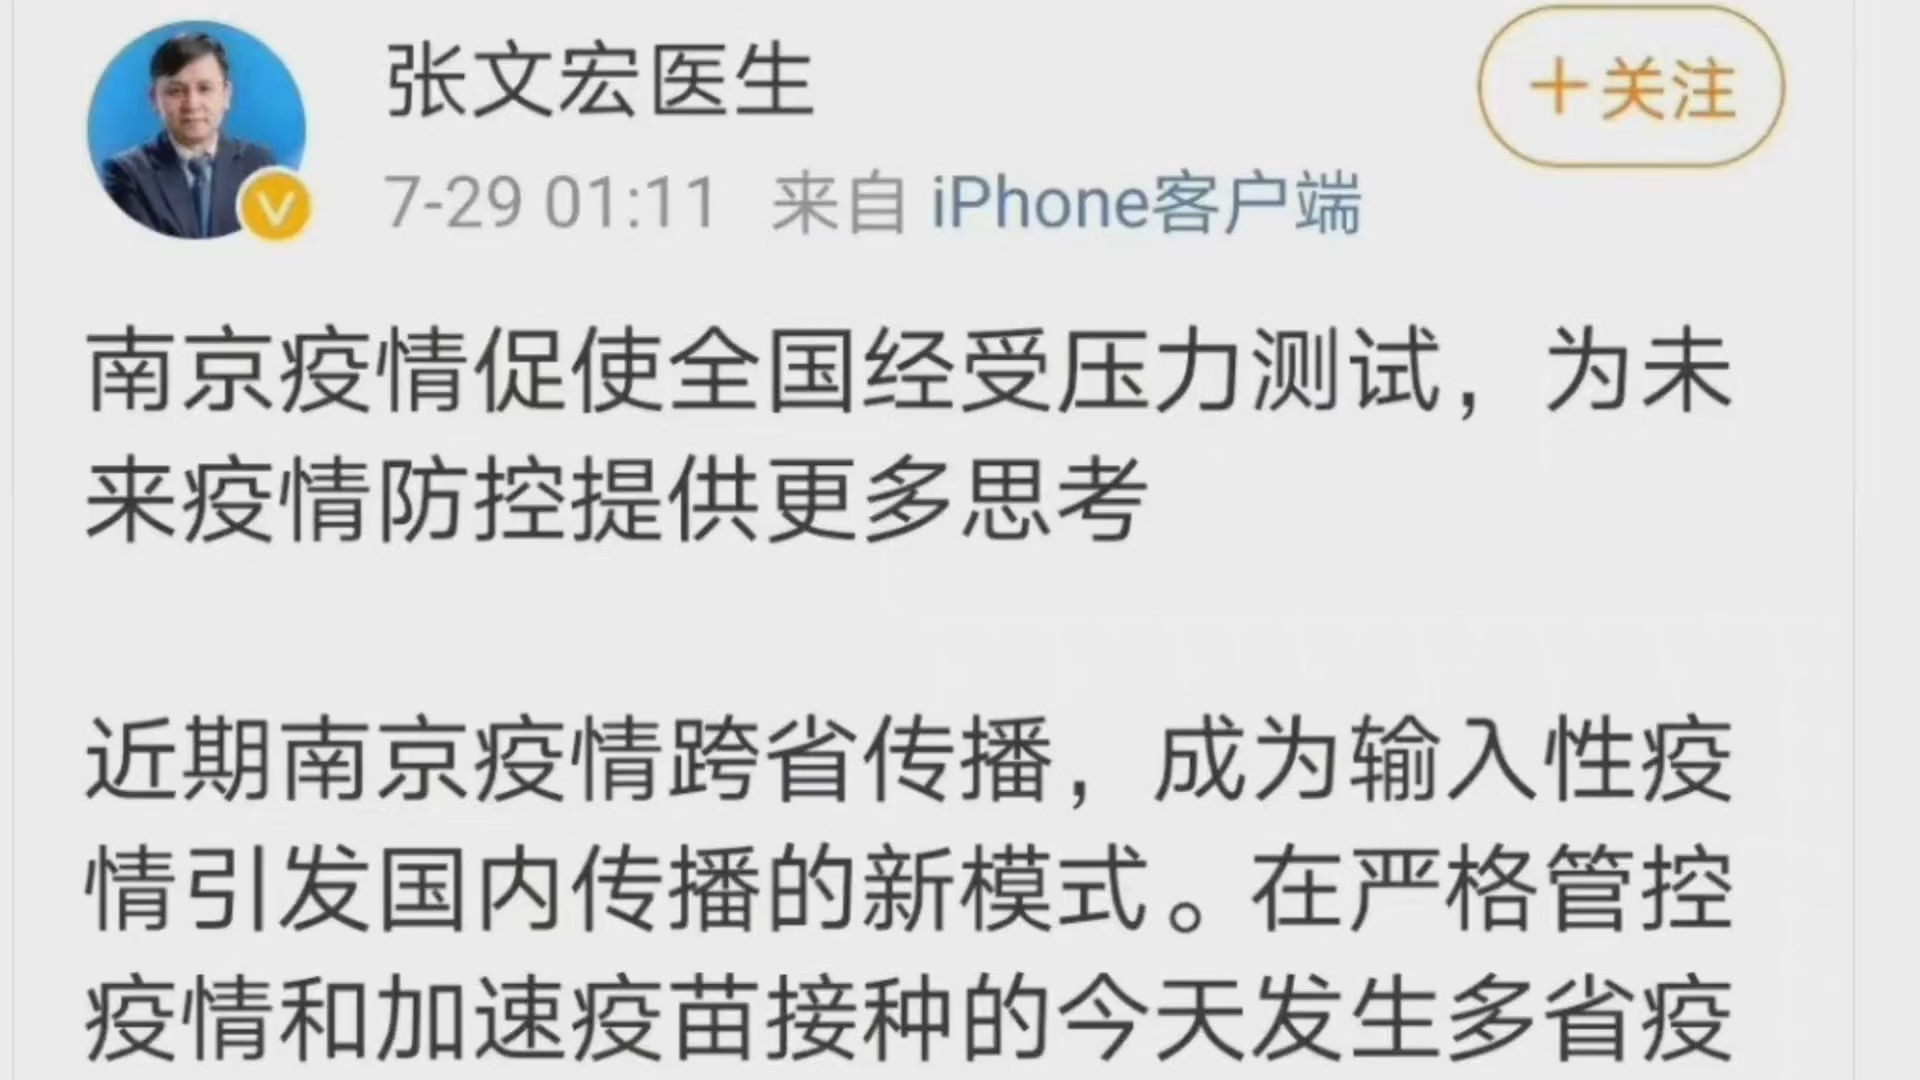 张文宏医生
+关注
7-29 01:11 来自 iPhone客户端
V
南京疫情促使全国经受压力测试，为未
来疫情防控提供更多思考
近期南京疫情跨省传播，成为输入性疫
情引发国内传播的新模式。在严格管控
疫情和加速疫苗接种的今天发生多省疫